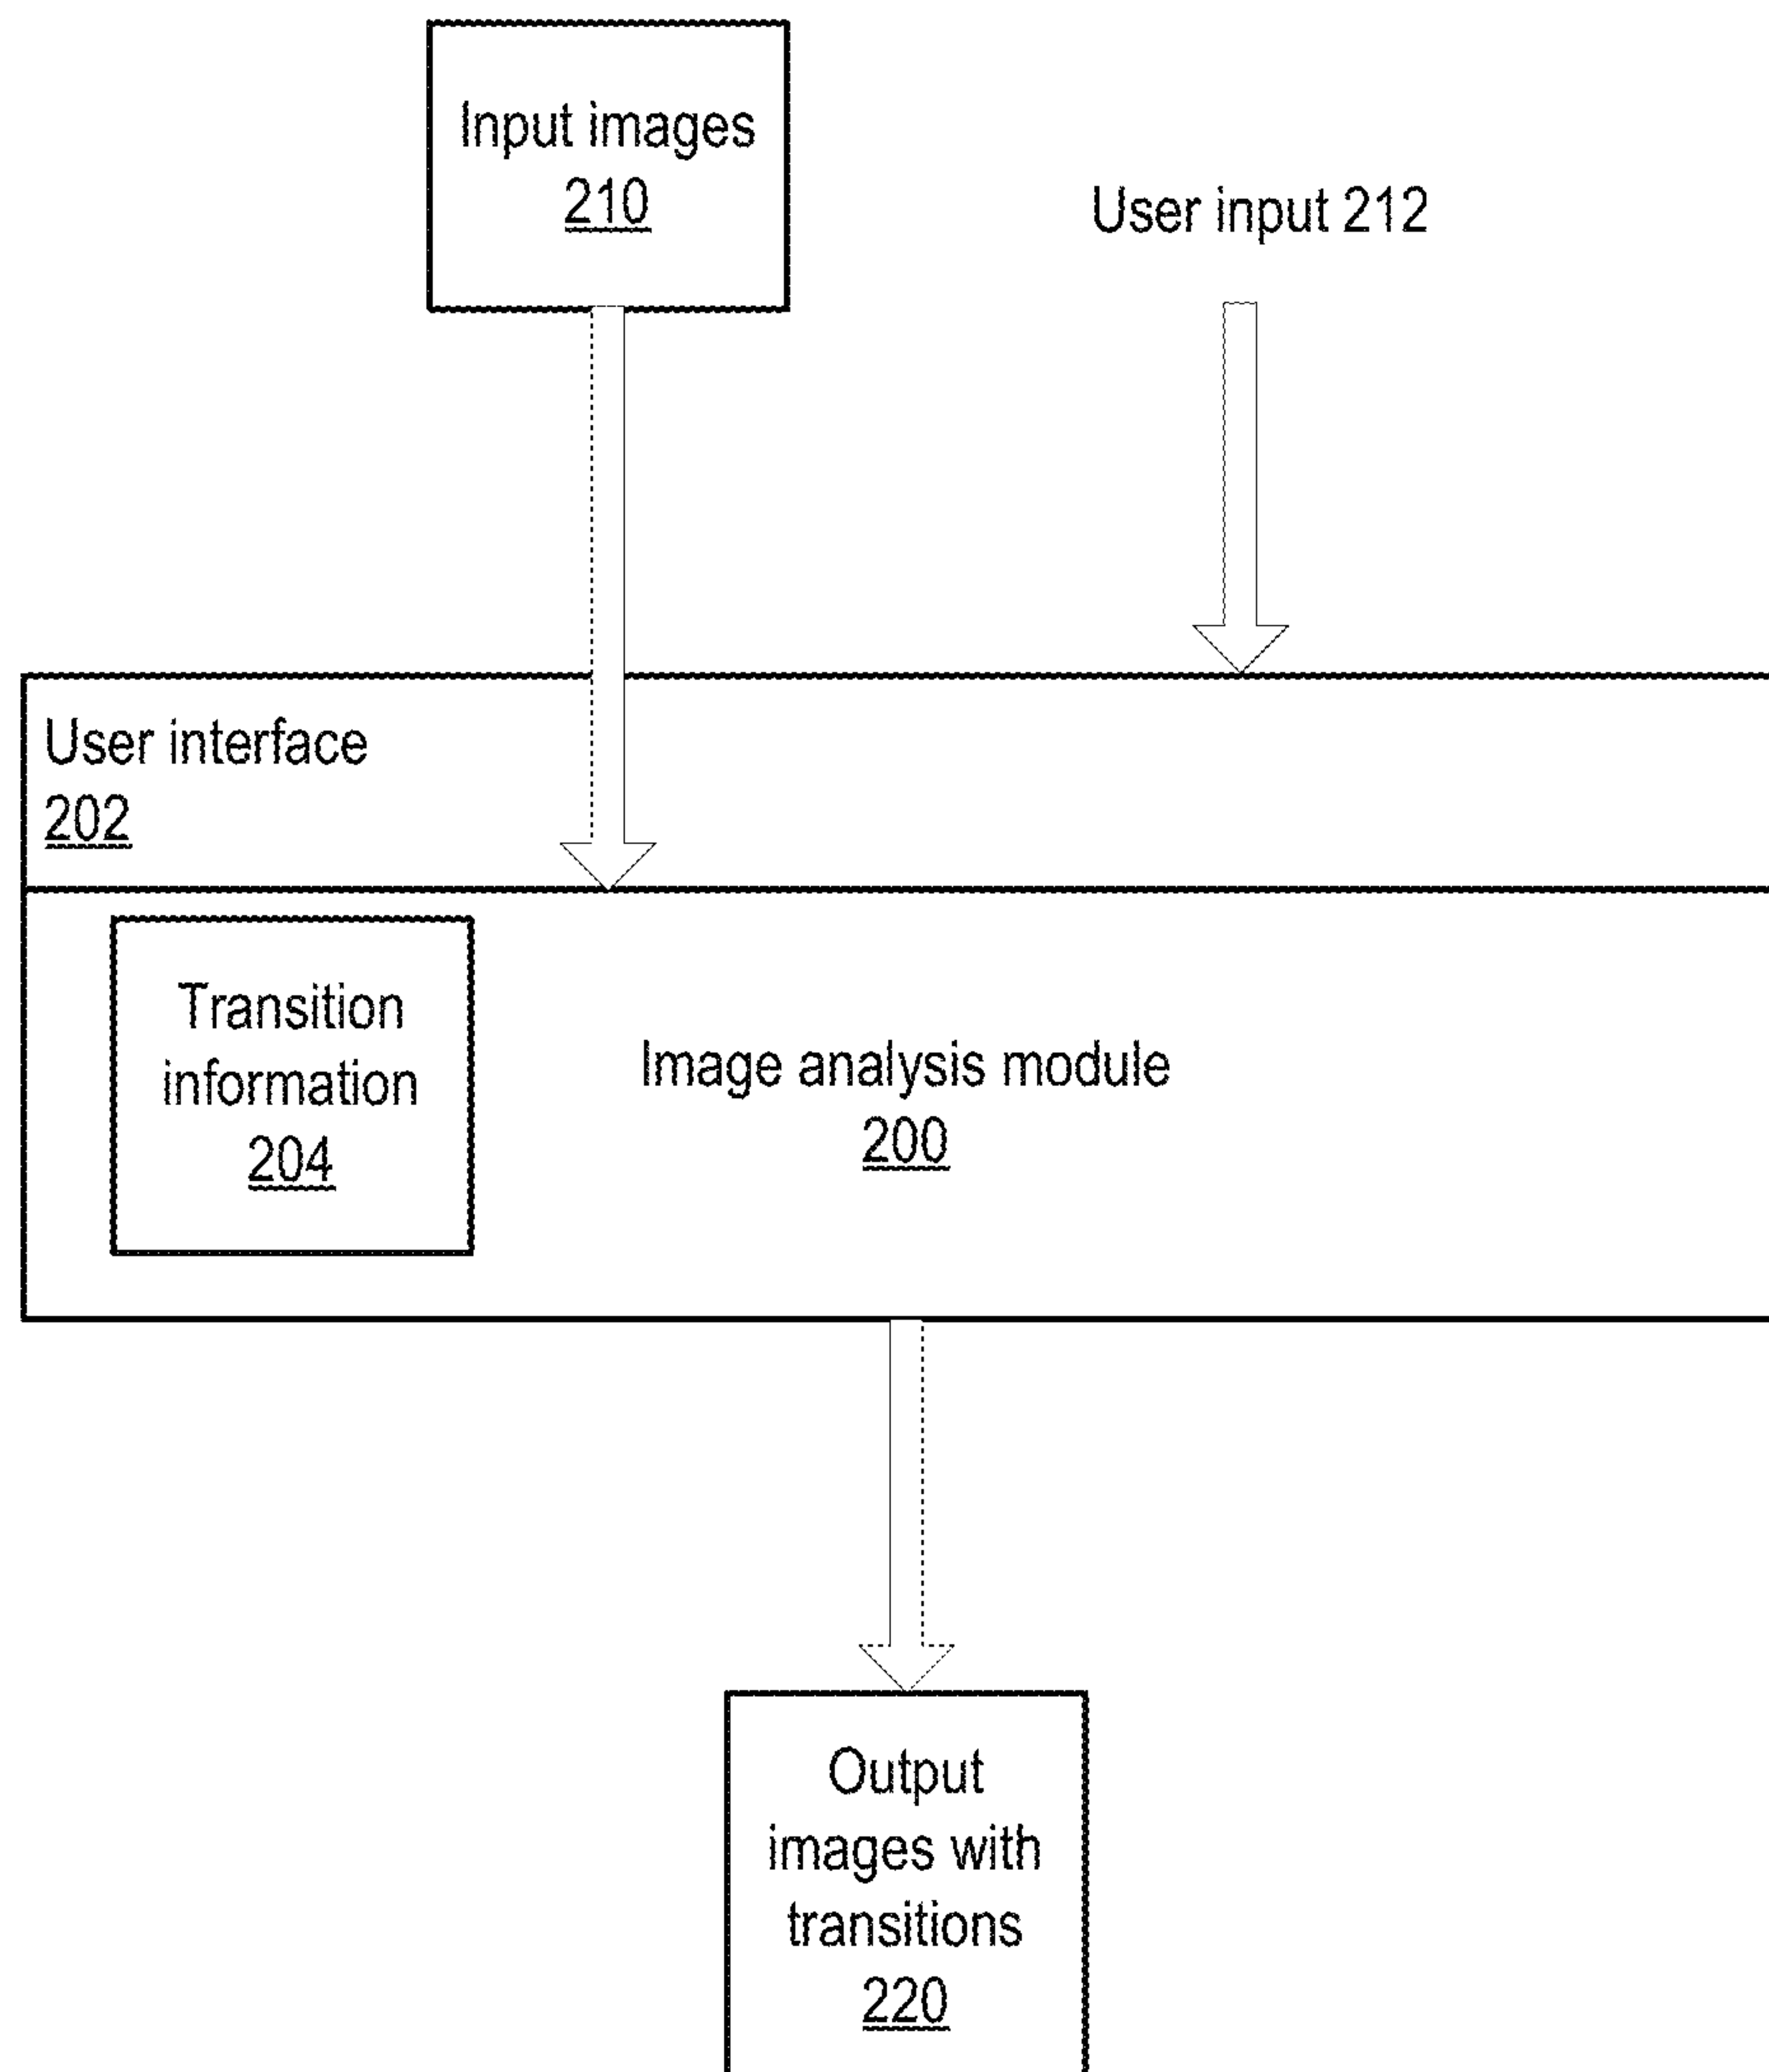 Input images
210
User input 212
User interface
202
Transition
information
204
Image analysis module
200
Output
images with
transitions
220